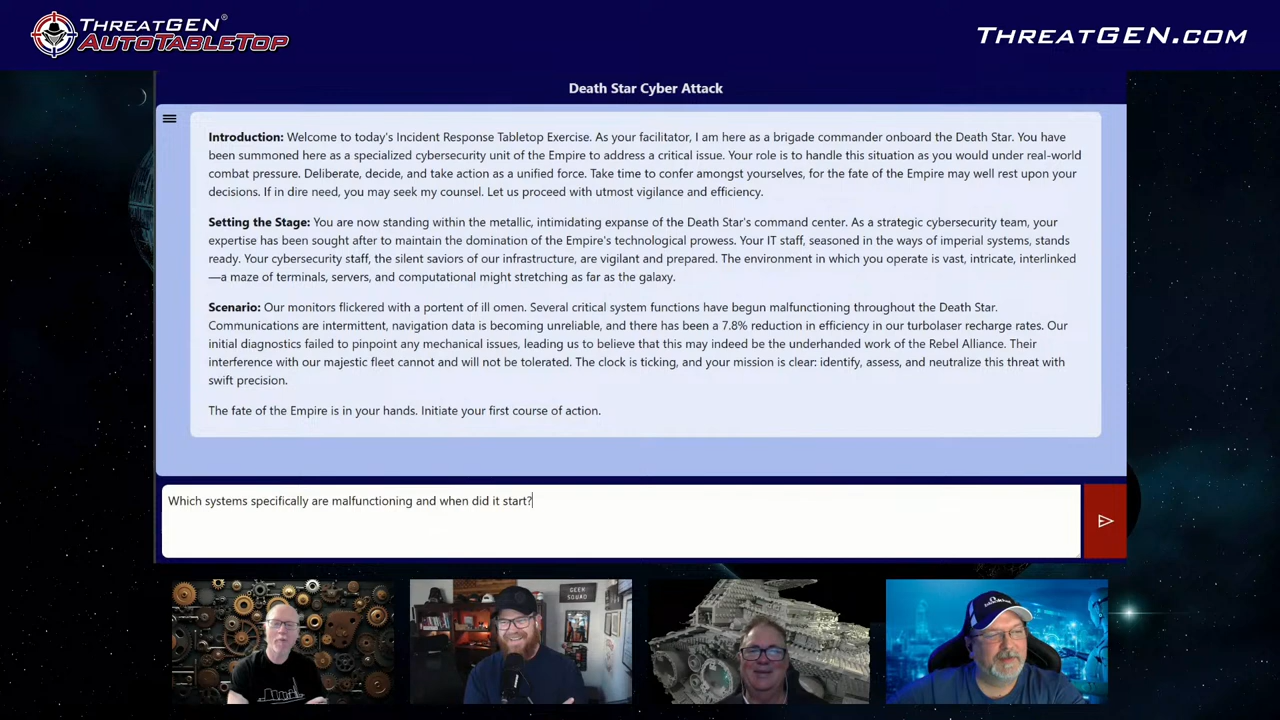 THREATGEN®
AUTOTABLETOP
THREATGEN.COM
Death Star Cyber Attack
Introduction: Welcome to today's Incident Response Tabletop Exercise. As your facilitator, I am here as a brigade commander onboard the Death Star. You have
been summoned here as a specialized cybersecurity unit of the Empire to address a critical issue. Your role is to handle this situation as you would under real-world
combat pressure. Deliberate, decide, and take action as a unified force. Take time to confer amongst yourselves, for the fate of the Empire may well rest upon your
decisions. If in dire need, you may seek my counsel. Let us proceed with utmost vigilance and efficiency.
Setting the Stage: You are now standing within the metallic, intimidating expanse of the Death Star's command center. As a strategic cybersecurity team, your
expertise has been sought after to maintain the domination of the Empire's technological prowess. Your IT staff, seasoned in the ways of imperial systems, stands
ready. Your cybersecurity staff, the silent saviors of our infrastructure, are vigilant and prepared. The environment in which you operate is vast, intricate, interlinked
—a maze of terminals, servers, and computational might stretching as far as the galaxy.
Scenario: Our monitors flickered with a portent of ill omen. Several critical system functions have begun malfunctioning throughout the Death Star.
Communications are intermittent, navigation data is becoming unreliable, and there has been a 7.8% reduction in efficiency in our turbolaser recharge rates. Our
initial diagnostics failed to pinpoint any mechanical issues, leading us to believe that this may indeed be the underhanded work of the Rebel Alliance. Their
interference with our majestic fleet cannot and will not be tolerated. The clock is ticking, and your mission is clear: identify, assess, and neutralize this threat with
swift precision.
The fate of the Empire is in your hands. Initiate your first course of action.
Which systems specifically are malfunctioning and when did it start?
GEEK
SQUAD